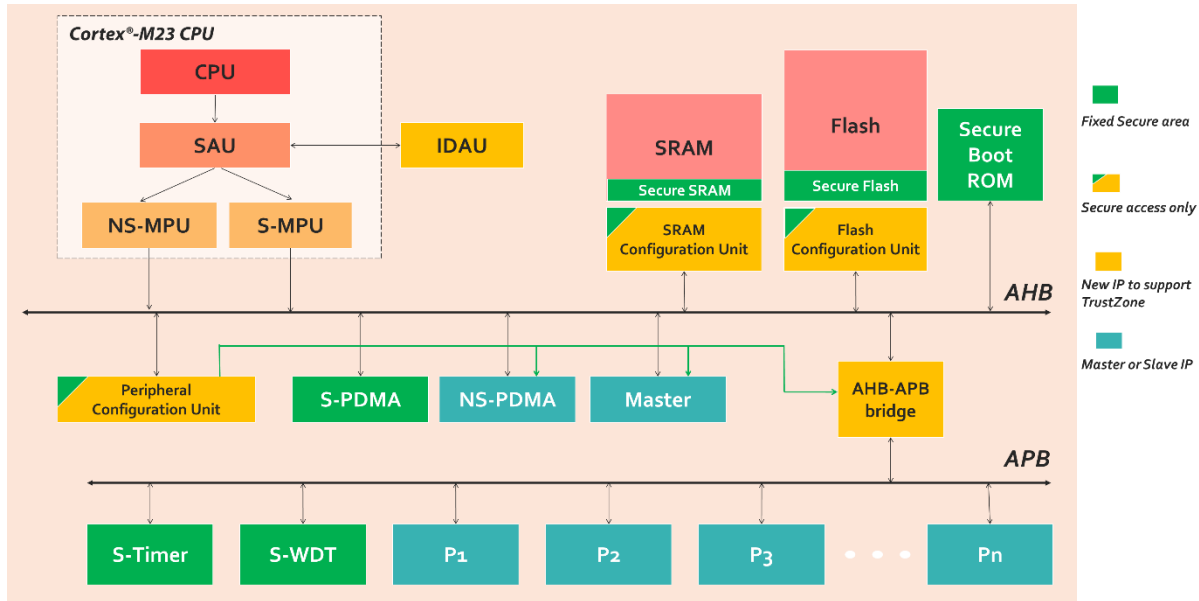 Cortex®-M23 CPU
CPU
SAU
IDAU
NS-MPU
S-MPU
SRAM
Secure SRAM
SRAM
Configuration Unit
Flash
Secure Flash
Flash
Configuration Unit
Secure
Boot
ROM
AHB
Peripheral
Configuration Unit
S-PDMA
NS-PDMA
Master
AHB-APB
bridge
APB
S-Timer
S-WDT
P1
P2
P3
Pn
Fixed Secure area
Secure access only
New IP to support
TrustZone
Master or Slave IP